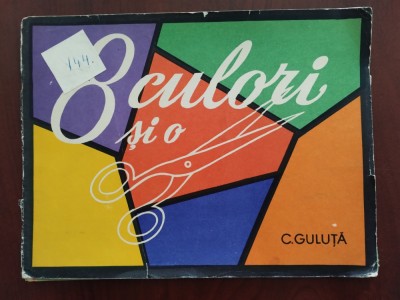 144.
8 culori
și o
C.GULUȚĂ